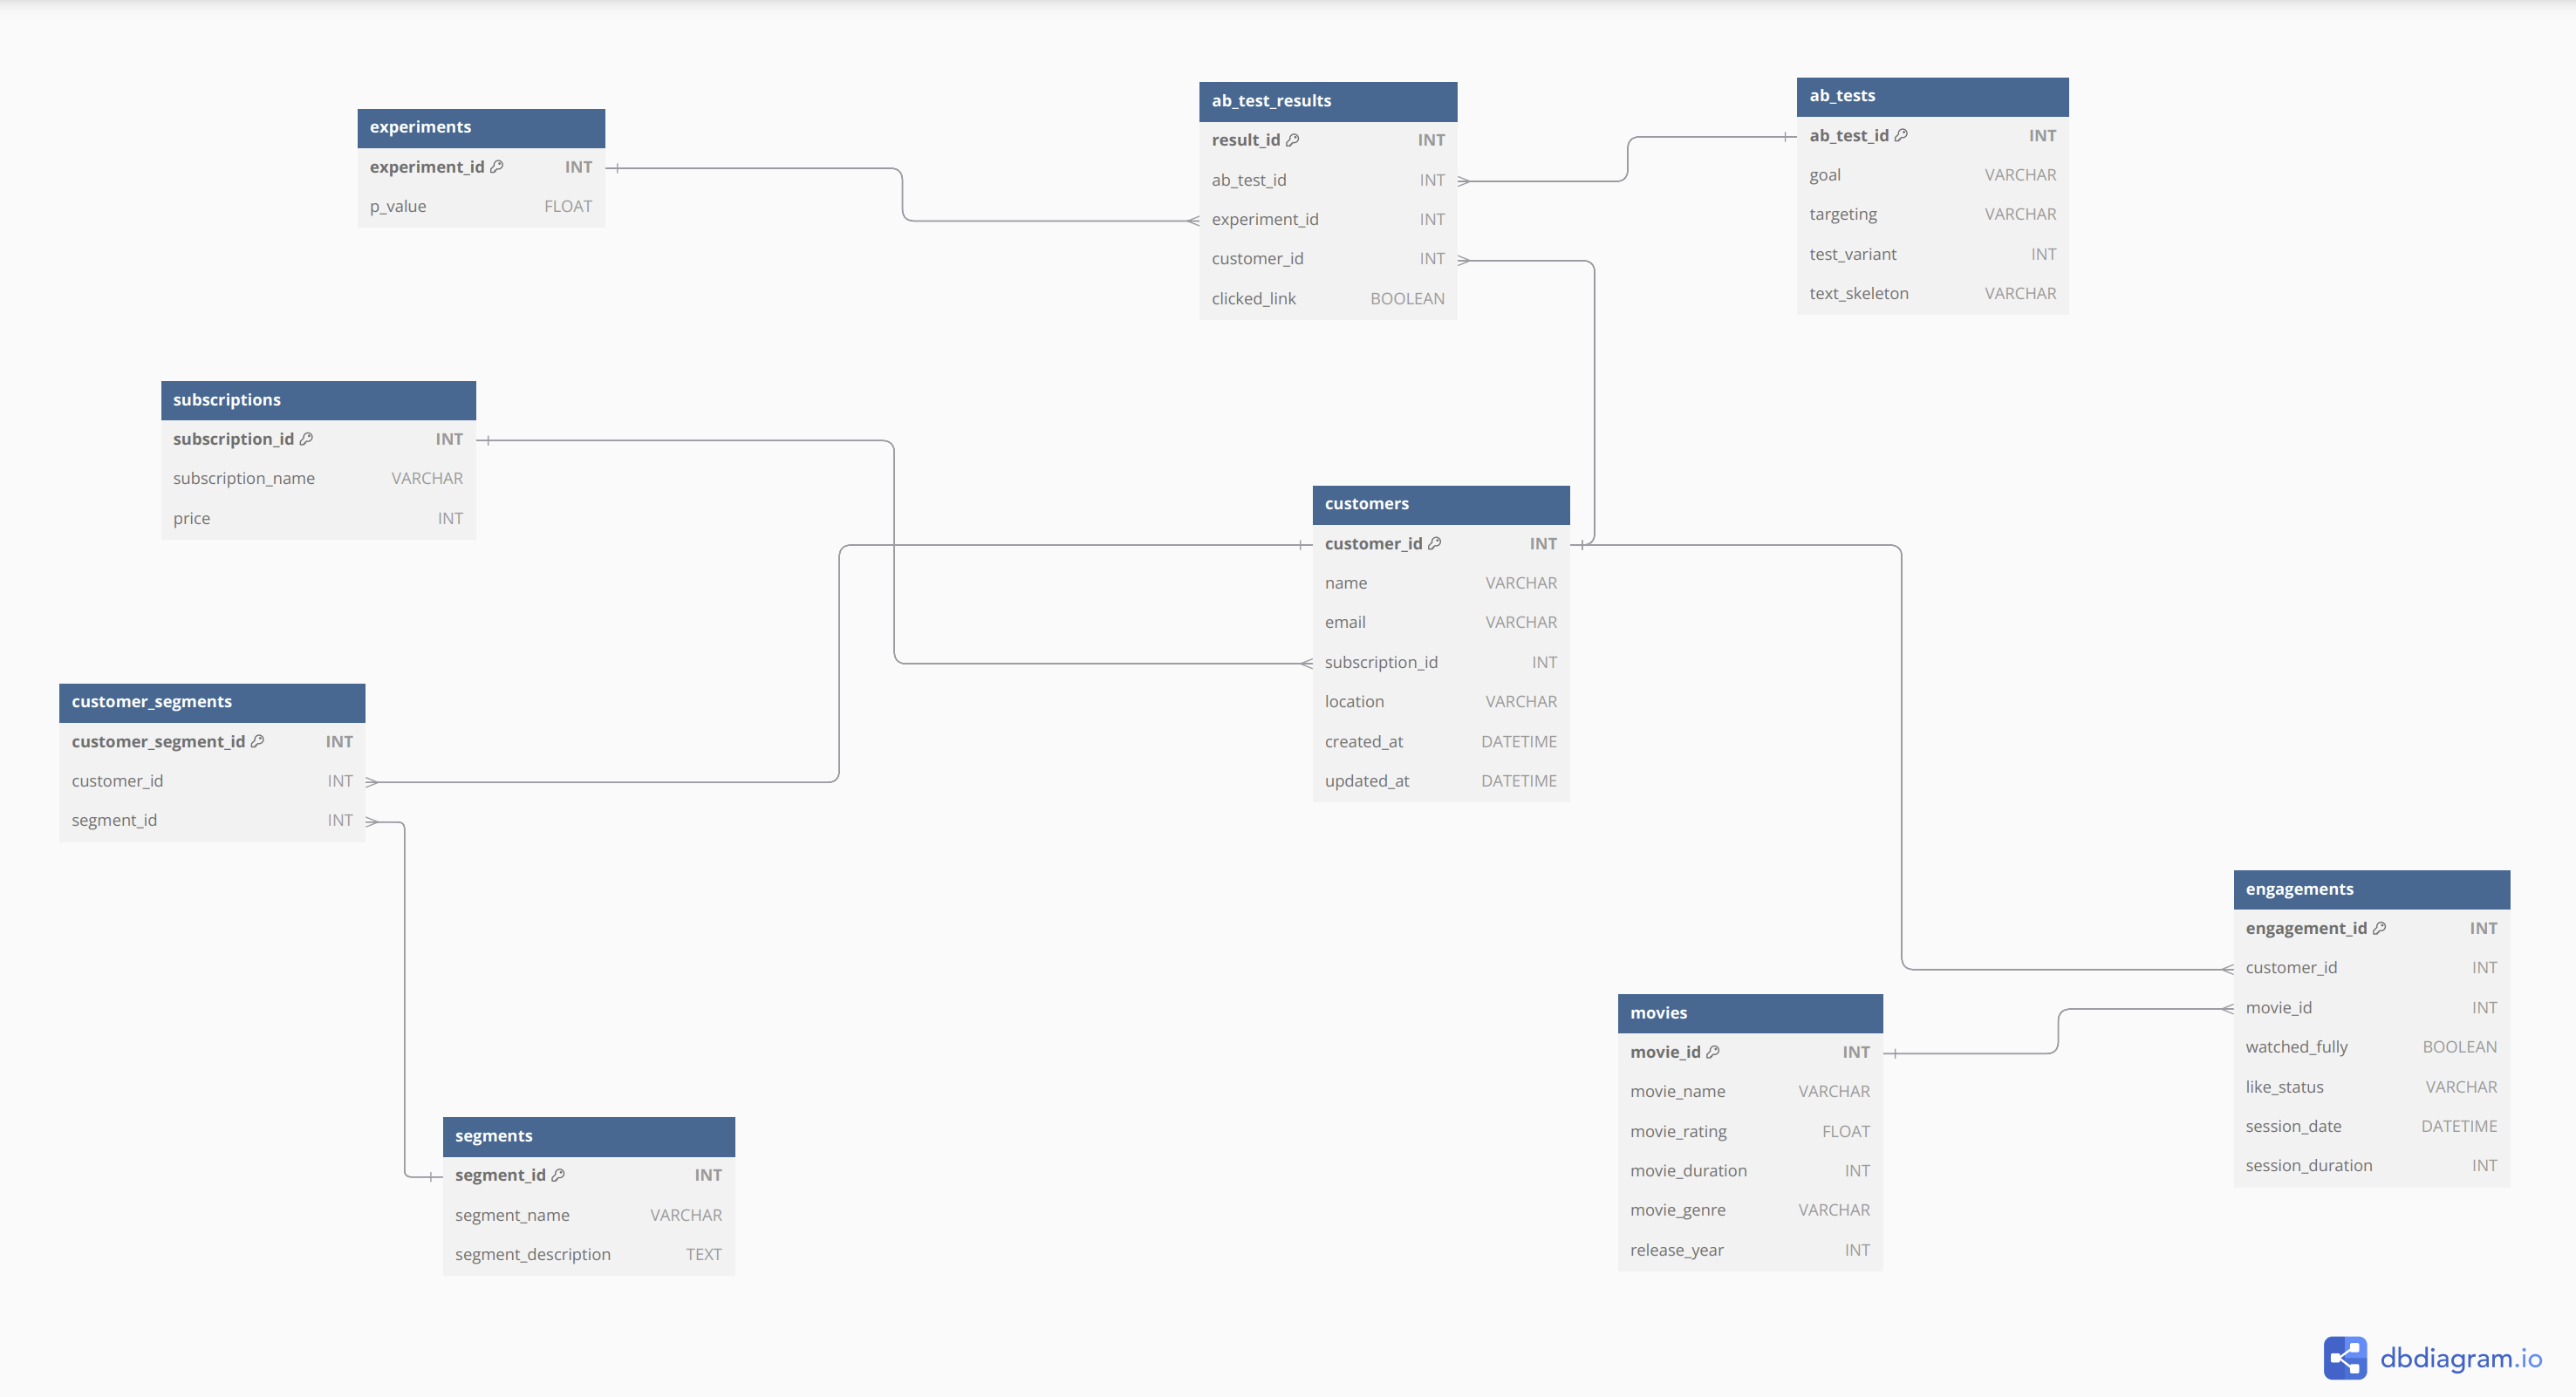 experiments
experiment_id INT
p_value FLOAT
ab_test_results
result_id INT
ab_test_id INT
experiment_id INT
customer_id INT
clicked_link BOOLEAN
ab_tests
ab_test_id INT
goal VARCHAR
targeting VARCHAR
test_variant INT
text_skeleton VARCHAR
subscriptions
subscription_id INT
subscription_name VARCHAR
price INT
customers
customer_id INT
name VARCHAR
email VARCHAR
subscription_id INT
location VARCHAR
created_at DATETIME
updated_at DATETIME
customer_segments
customer_segment_id INT
customer_id INT
segment_id INT
engagements
engagement_id INT
customer_id INT
movie_id INT
watched_fully BOOLEAN
like_status VARCHAR
session_date DATETIME
session_duration INT
movies
movie_id INT
movie_name VARCHAR
movie_rating FLOAT
movie_duration INT
movie_genre VARCHAR
release_year INT
segments
segment_id INT
segment_name VARCHAR
segment_description TEXT
dbdiagram.io